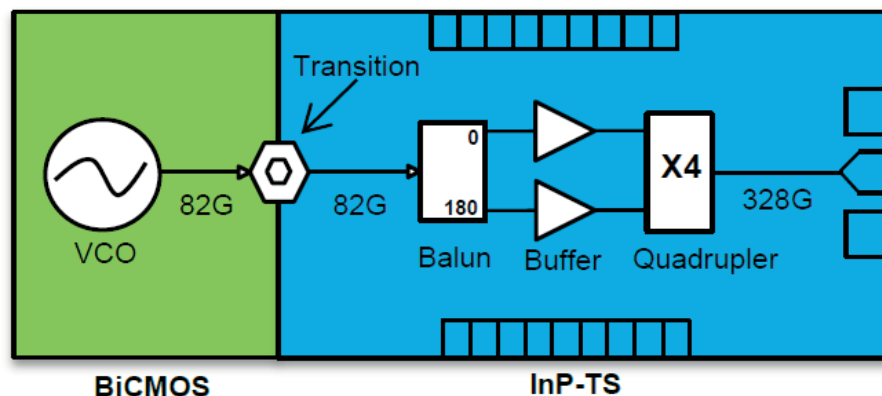 Transition
0
X4
82G
82G
180
328G
VCO
Balun
Buffer
Quadrupler
BiCMOS
InP-TS